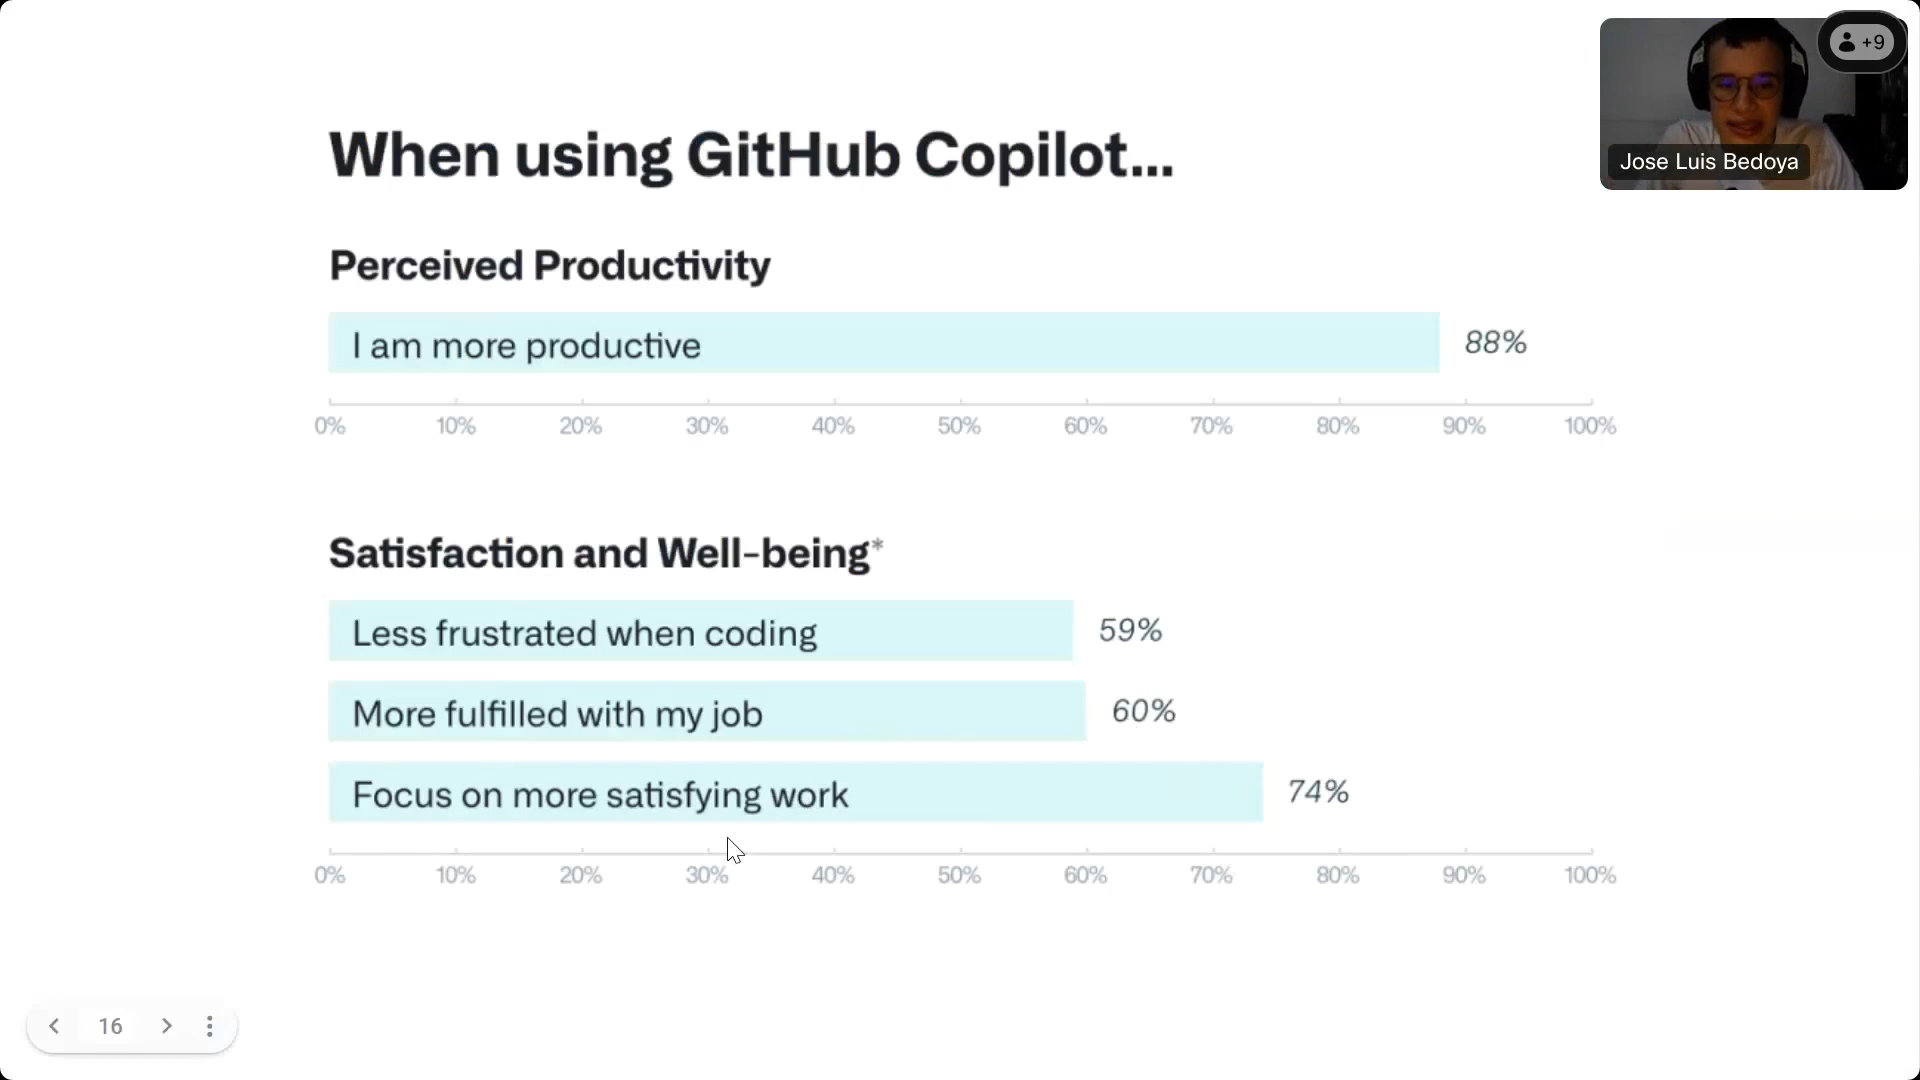 When using GitHub Copilot...
Perceived Productivity
I am more productive
88%
0% 10% 20% 30% 40% 50% 60% 70% 80% 90% 100%
Satisfaction and Well-being*
Less frustrated when coding
59%
More fulfilled with my job
60%
Focus on more satisfying work
74%
0% 10% 20% 30% 40% 50% 60% 70% 80% 90% 100%
+9
Jose Luis Bedoya
16